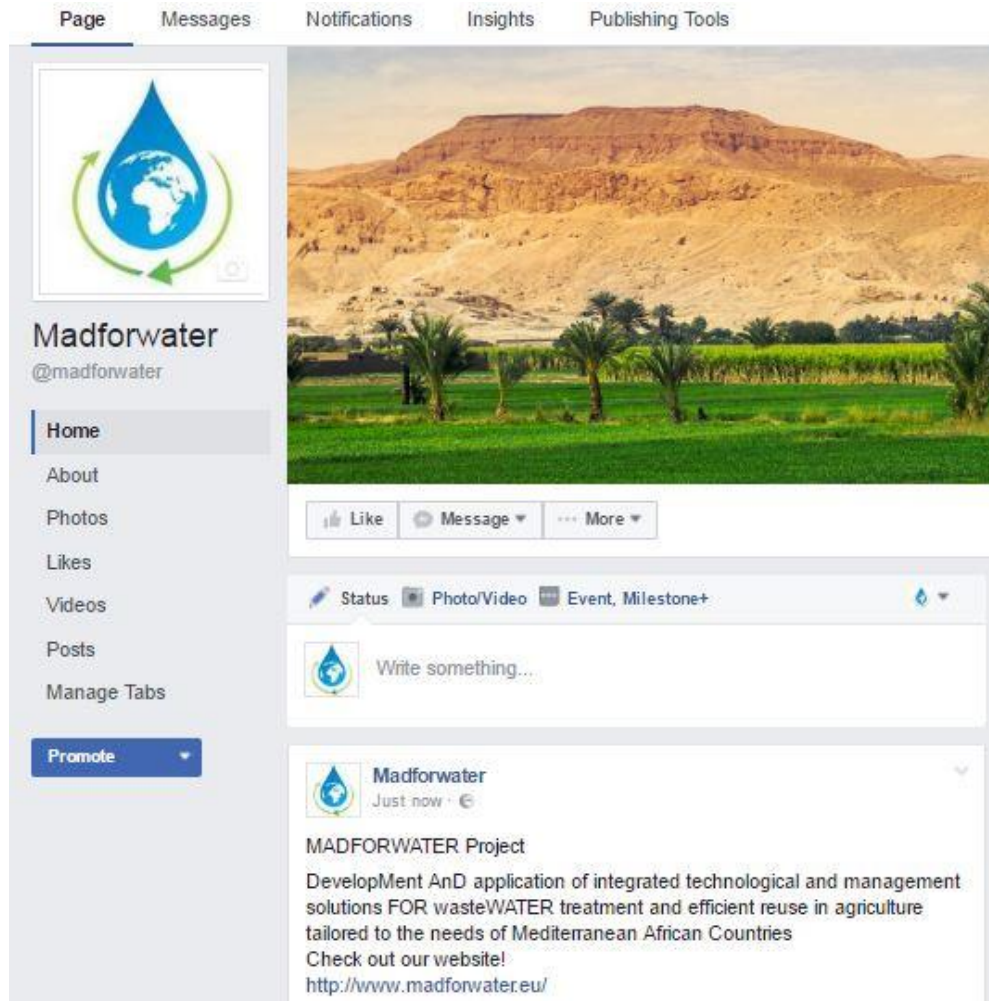 Page Messages Notifications Insights Publishing Tools
Madforwater
@madforwater
Home
About
Photos
Likes
Videos
Posts
Manage Tabs
Promote
Like Message More
Status Photo/Video Event, Milestone+
Write something...
Madforwater
Just now ·
MADFORWATER Project
DevelopMent AnD application of integrated technological and management
solutions FOR wasteWATER treatment and efficient reuse in agriculture
tailored to the needs of Mediterranean African Countries
Check out our website!
http://www.madforwater.eu/